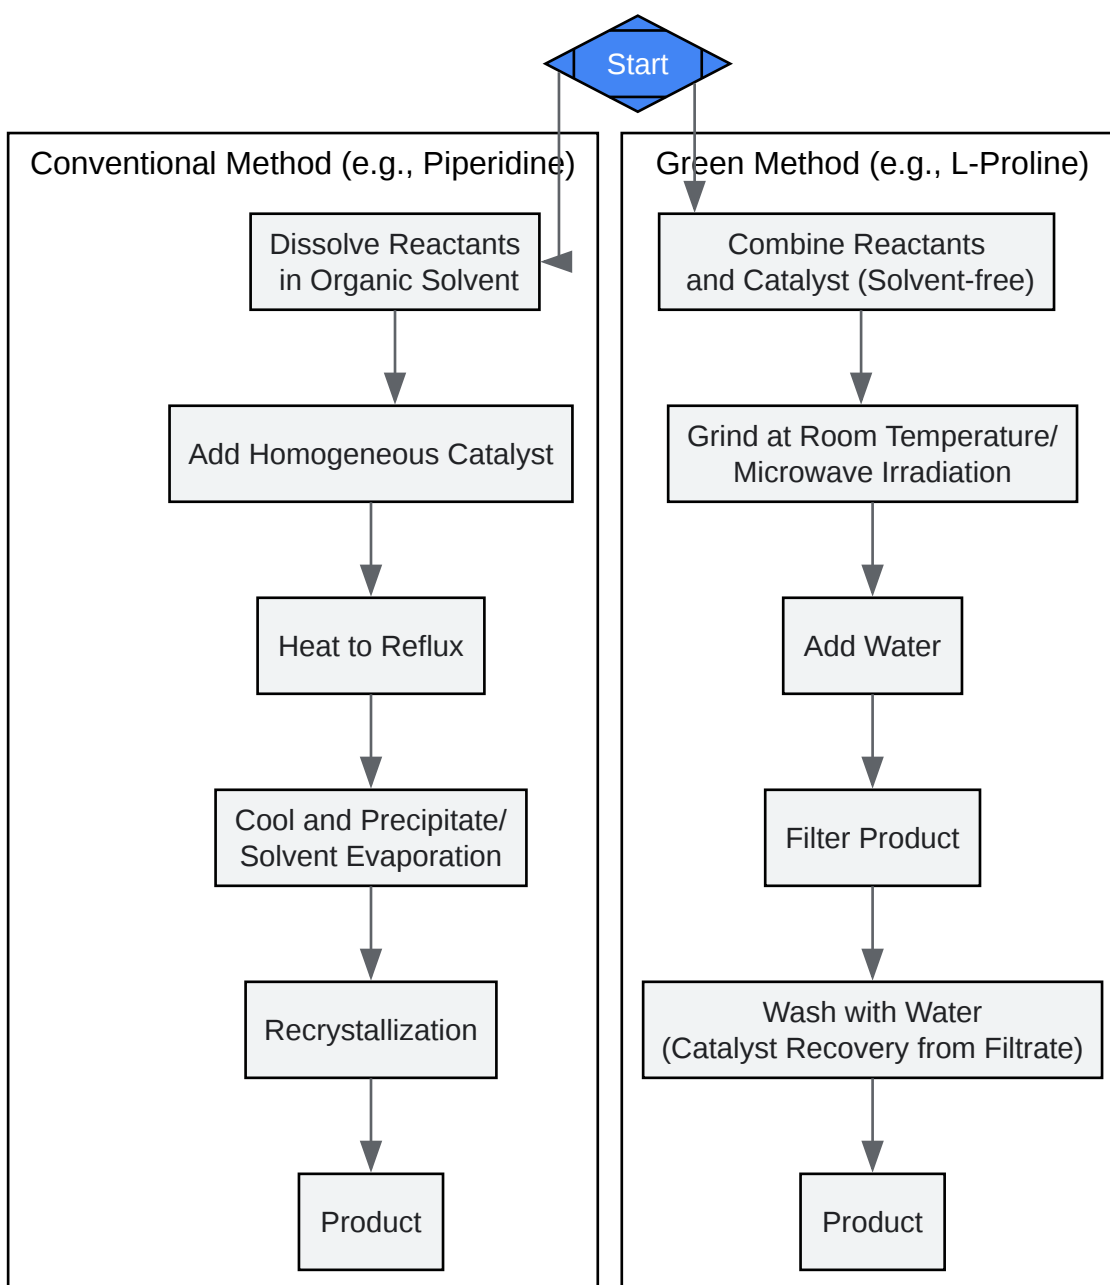 Start
Conventional Method (e.g., Piperidine)
Dissolve Reactants
in Organic Solvent
Add Homogeneous Catalyst
Heat to Reflux
Cool and Precipitate/
Solvent Evaporation
Recrystallization
Product
Green Method (e.g., L-Proline)
Combine Reactants
and Catalyst (Solvent-free)
Grind at Room Temperature/
Microwave Irradiation
Add Water
Filter Product
Wash with Water
(Catalyst Recovery from Filtrate)
Product